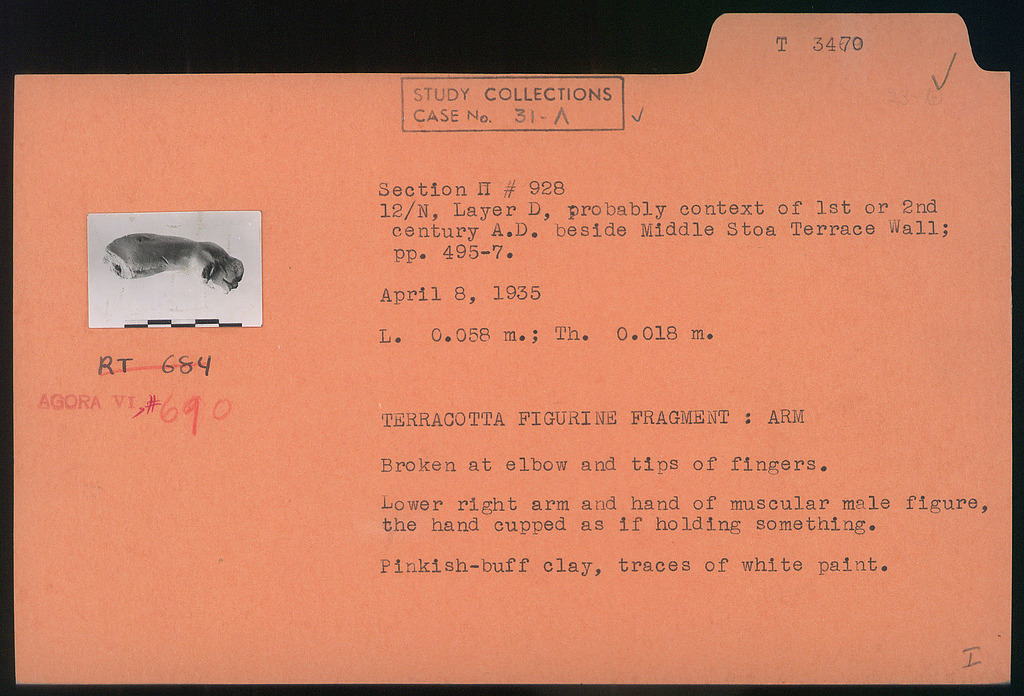 T 3470
STUDY COLLECTIONS
CASE No. 31-A
Section Π # 928
12/N, Layer D, probably context of 1st or 2nd
century A.D. beside Middle Stoa Terrace Wall;
pp. 495-7.
April 8, 1935
L. 0.058 m.; Th. 0.018 m.
RT 684
AGORA VI, #690
TERRACOTTA FIGURINE FRAGMENT : ARM
Broken at elbow and tips of fingers.
Lower right arm and hand of muscular male figure,
the hand cupped as if holding something.
Pinkish-buff clay, traces of white paint.
I